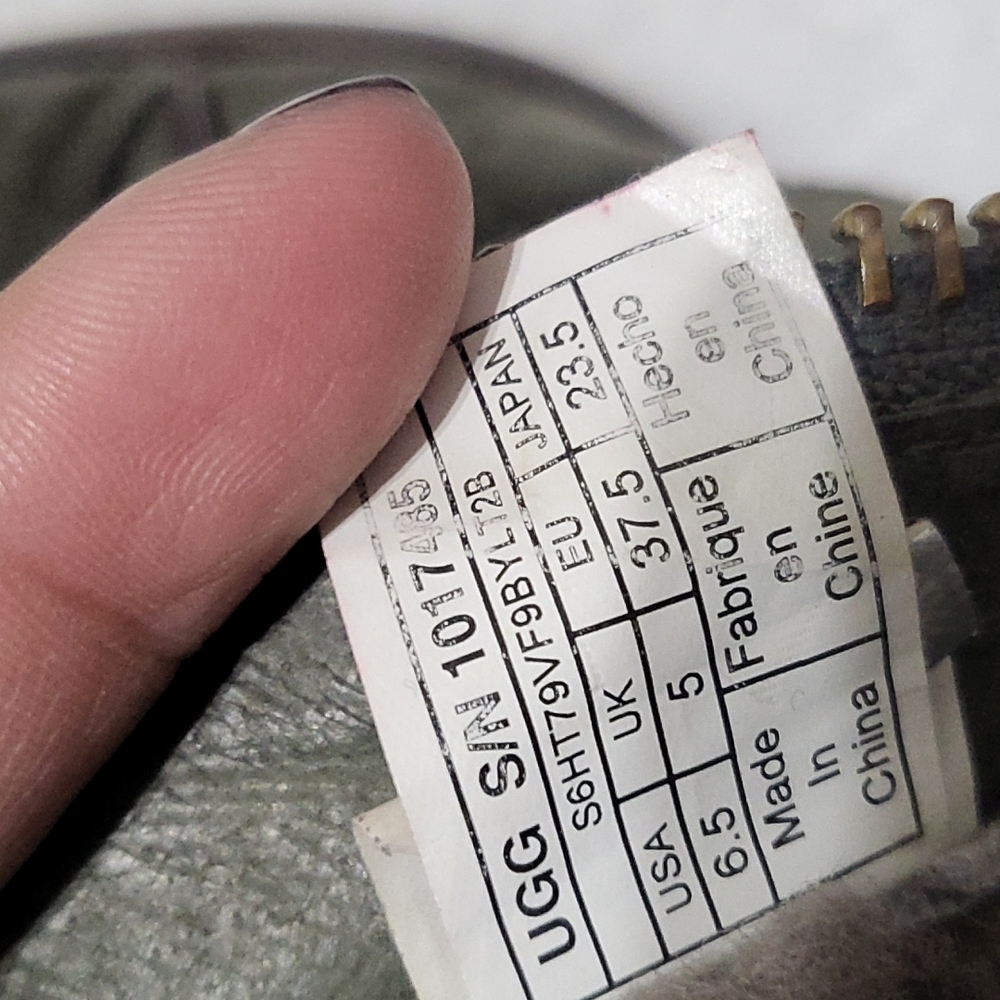 UGG S/N 1017485
S6HTT79VF9BYLT2B
USA UK EU JAPAN
6.5 5 37.5 23.5
Made Fabrique Hecho
In en en
China Chine China